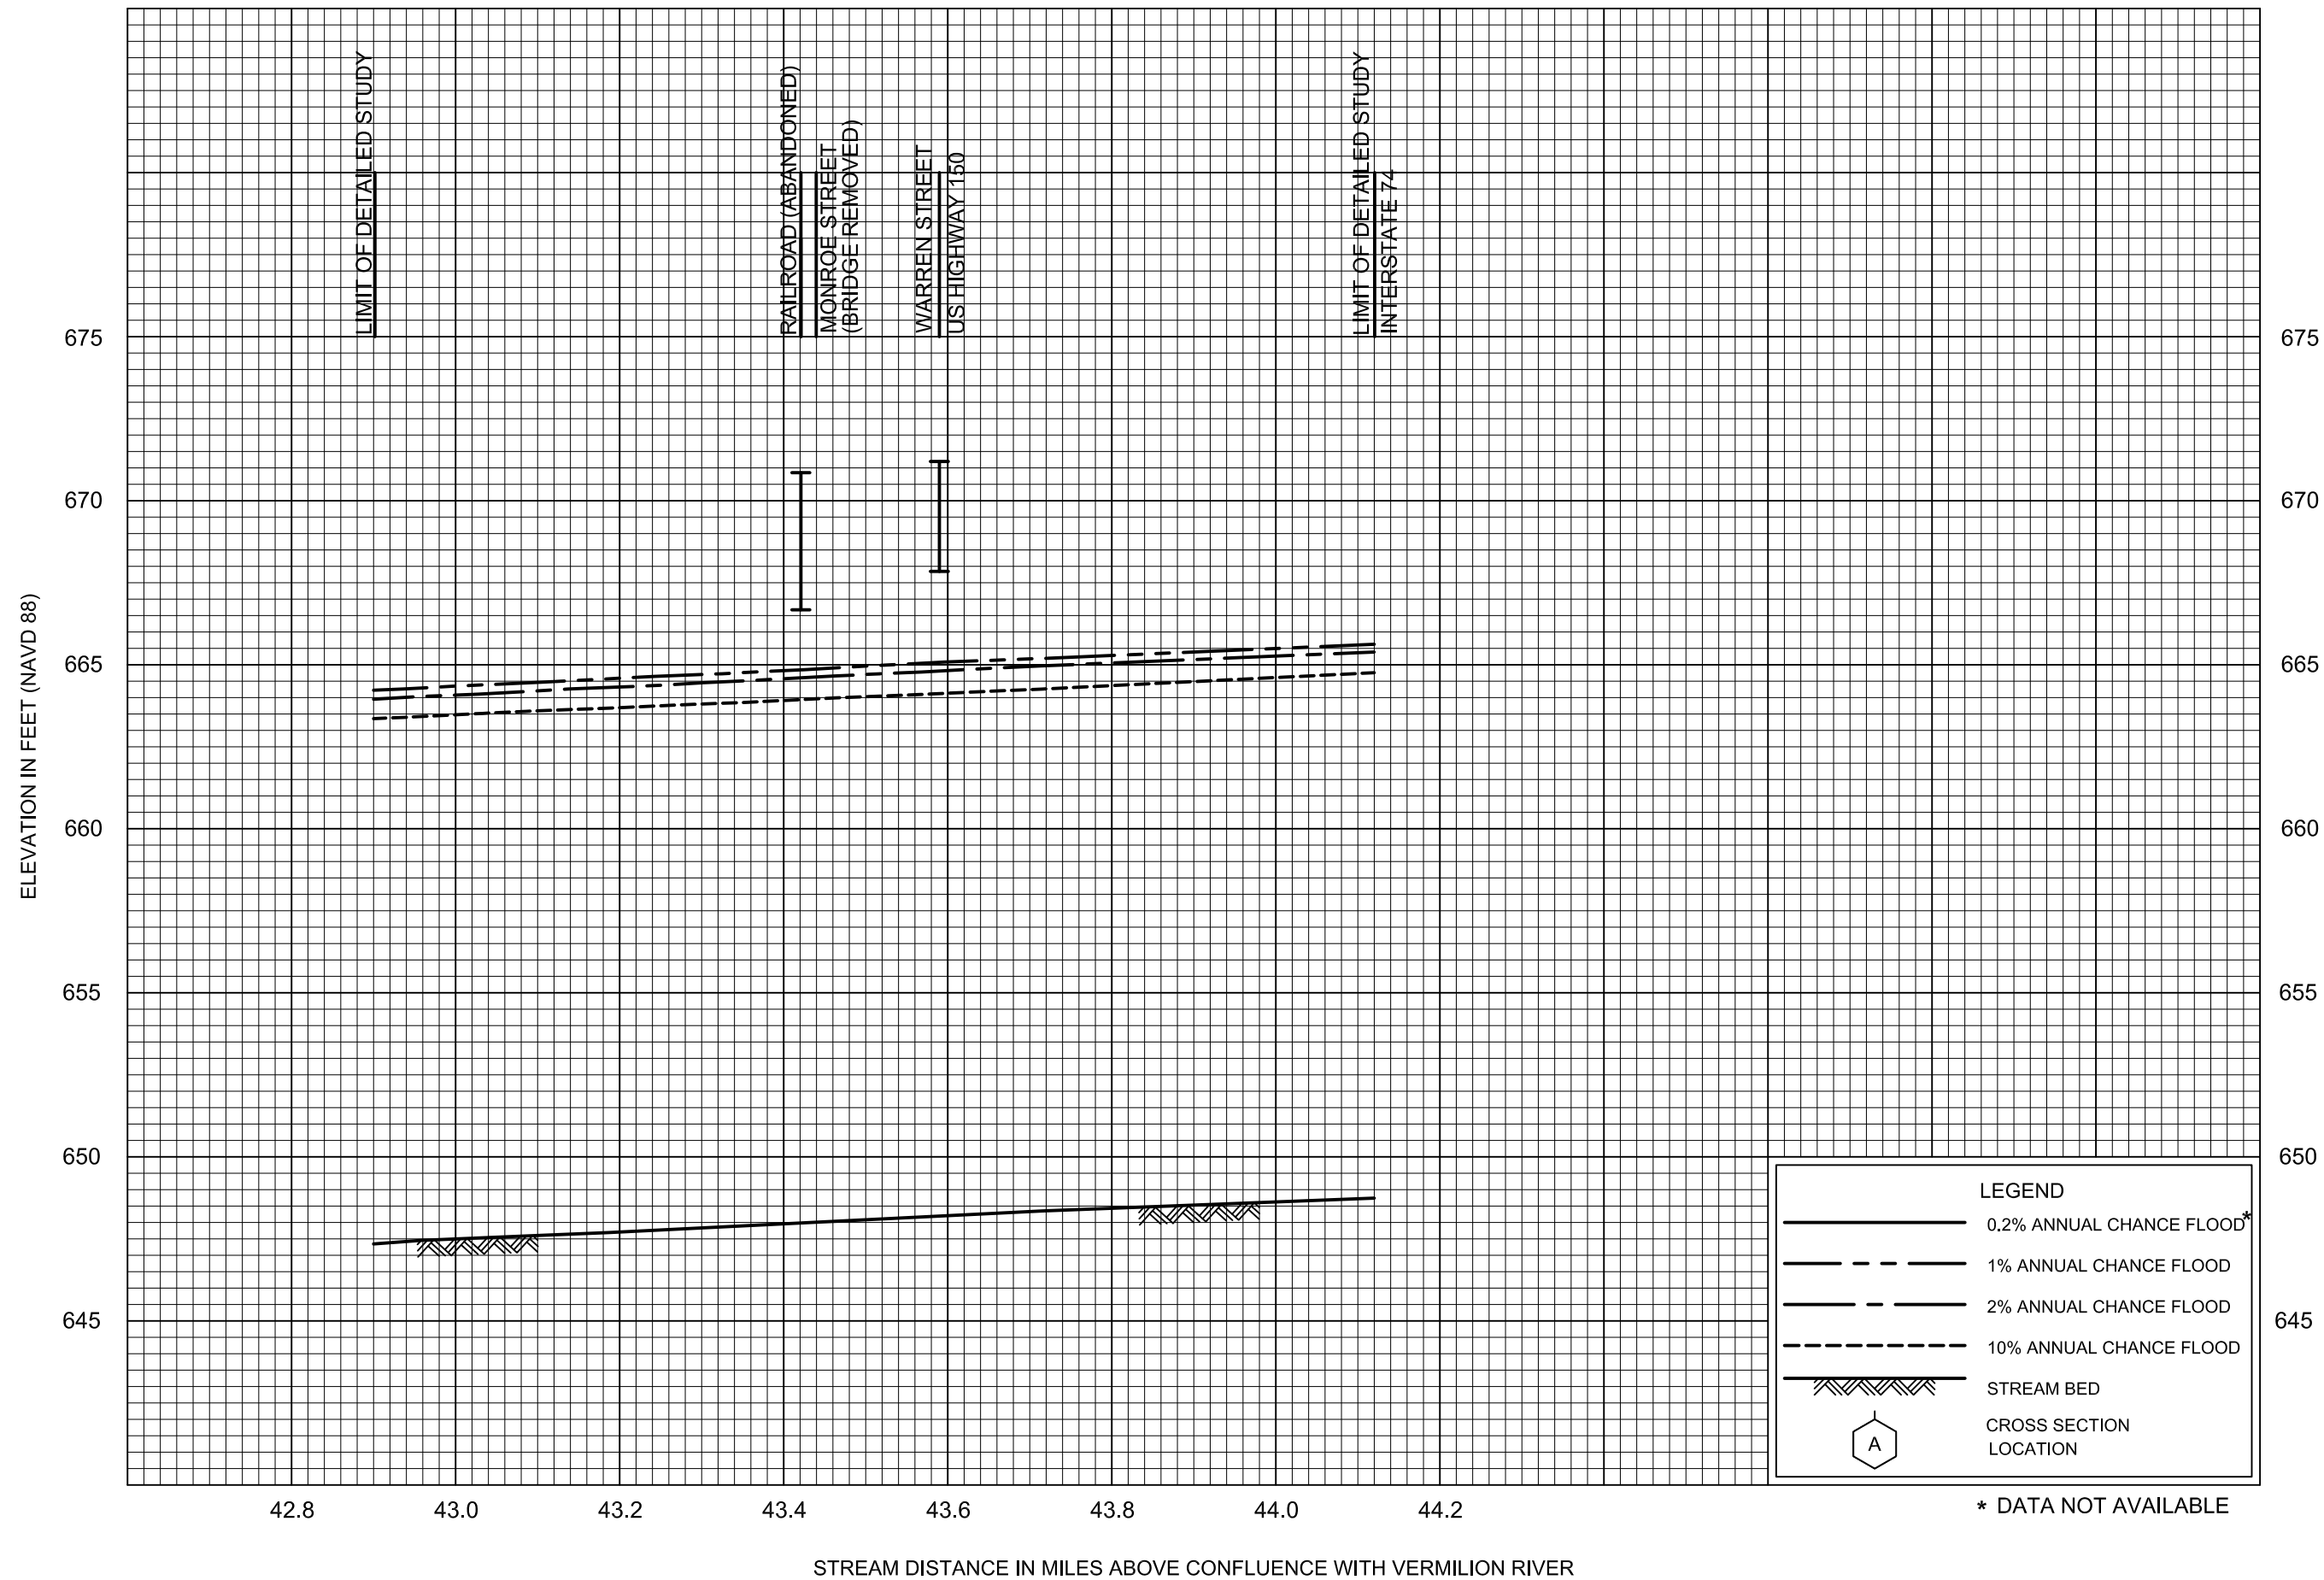 LIMIT OF DETAILED STUDY
RAILROAD (ABANDONED)
MONROE STREET
(BRIDGE REMOVED)
WARREN STREET
US HIGHWAY 150
LIMIT OF DETAILED STUDY
INTERSTATE 74
675
675
670
670
665
665
660
660
655
655
650
650
645
645
ELEVATION IN FEET (NAVD 88)
LEGEND
0.2% ANNUAL CHANCE FLOOD*
1% ANNUAL CHANCE FLOOD
2% ANNUAL CHANCE FLOOD
10% ANNUAL CHANCE FLOOD
STREAM BED
A
CROSS SECTION
LOCATION
42.8 43.0 43.2 43.4 43.6 43.8 44.0 44.2
* DATA NOT AVAILABLE
STREAM DISTANCE IN MILES ABOVE CONFLUENCE WITH VERMILION RIVER